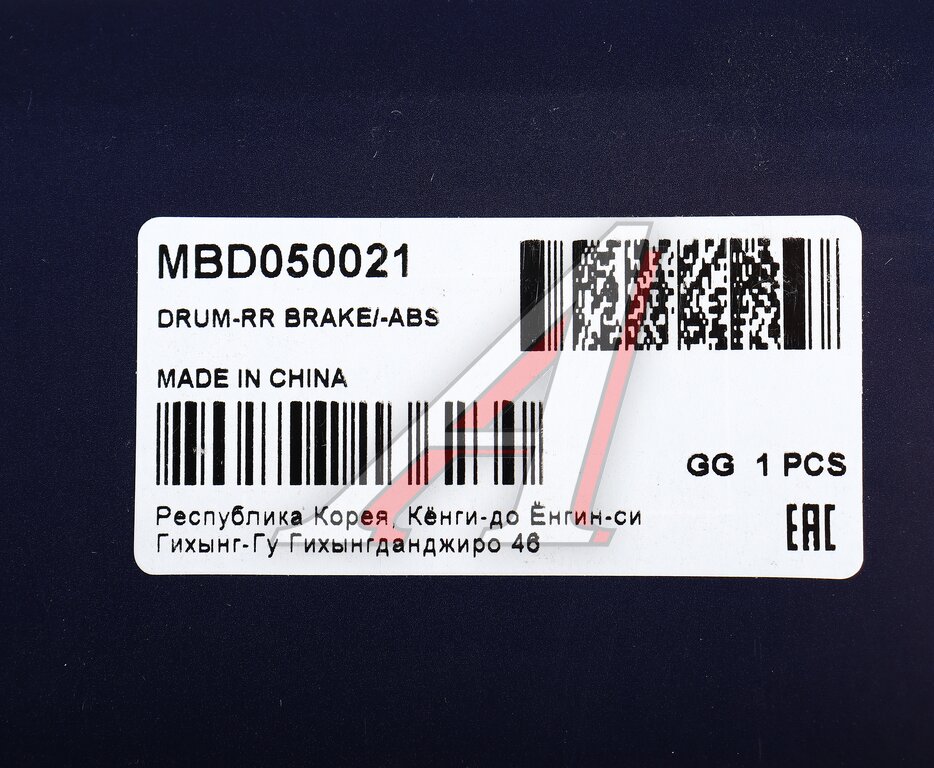 MBD050021
DRUM-RR BRAKE/-ABS
MADE IN CHINA
GG 1 PCS
Республика Корея, Кёнги-до Ёнгин-си
Гихынг-Гу Гихынгданджиро 46
EAC